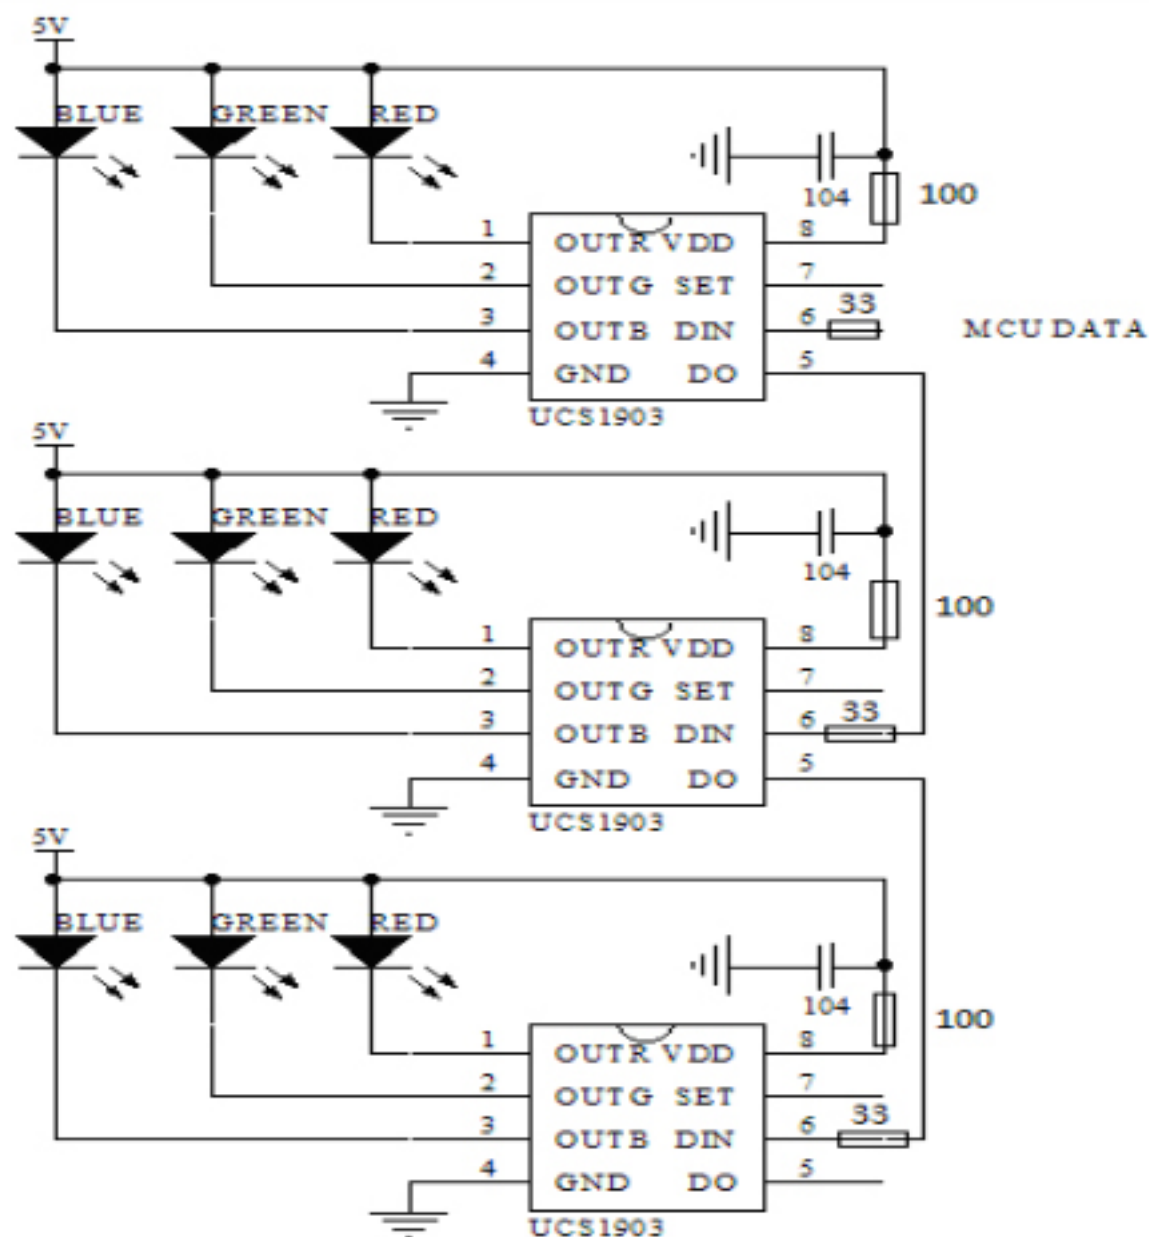 5V
BLUE GREEN RED
104 100
1 OUTR VDD 8
2 OUTG SET 7
33
3 OUTB DIN 6 MCU DATA
4 GND DO 5
UCS1903
5V
BLUE GREEN RED
104 100
1 OUTR VDD 8
2 OUTG SET 7
33
3 OUTB DIN 6
4 GND DO 5
UCS1903
5V
BLUE GREEN RED
104 100
1 OUTR VDD 8
2 OUTG SET 7
33
3 OUTB DIN 6
4 GND DO 5
UCS1903